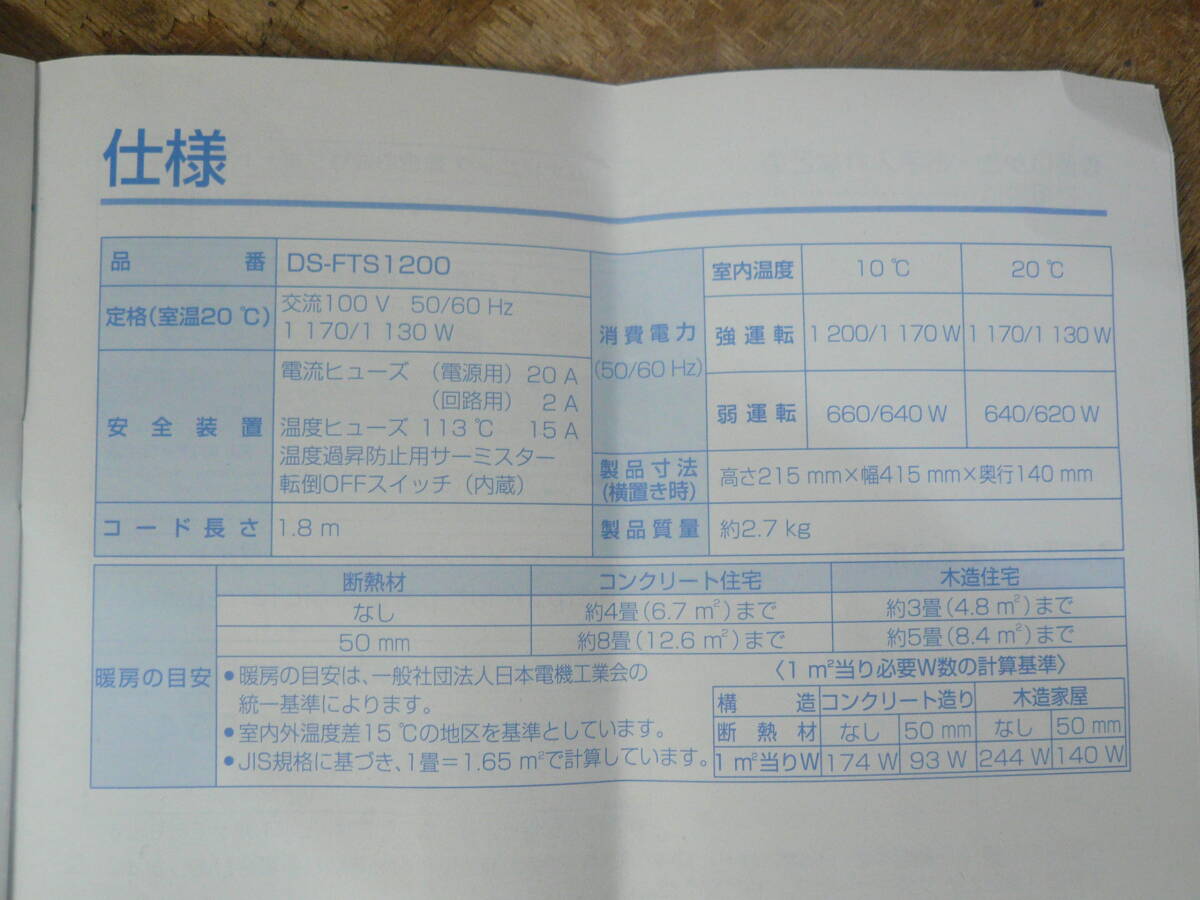 仕様
品番 DS-FTS1200
定格(室温20 ℃) 交流100 V 50/60 Hz
1 170/1 130 W
安全装置 電流ヒューズ (電源用) 20 A
(回路用) 2 A
温度ヒューズ 113 ℃ 15 A
温度過昇防止用サーミスター
転倒OFFスイッチ(内蔵)
コード長さ 1.8 m
消費電力
(50/60 Hz)
室内温度 10 ℃ 20 ℃
強運転 1 200/1 170 W 1 170/1 130 W
弱運転 660/640 W 640/620 W
製品寸法
(横置き時)
高さ215 mm×幅415 mm×奥行140 mm
製品質量 約2.7 kg
暖房の目安
断熱材 コンクリート住宅 木造住宅
なし 約4畳(6.7 m²)まで 約3畳(4.8 m²)まで
50 mm 約8畳(12.6 m²)まで 約5畳(8.4 m²)まで
●暖房の目安は、一般社団法人日本電機工業会の
統一基準によります。
●室内外温度差15 ℃の地区を基準としています。
●JIS規格に基づき、1畳=1.65 m²で計算しています。
〈1 m²当り必要W数の計算基準〉
構造 コンクリート造り 木造家屋
断熱材 なし 50 mm なし 50 mm
1 m²当りW 174 W 93 W 244 W 140 W